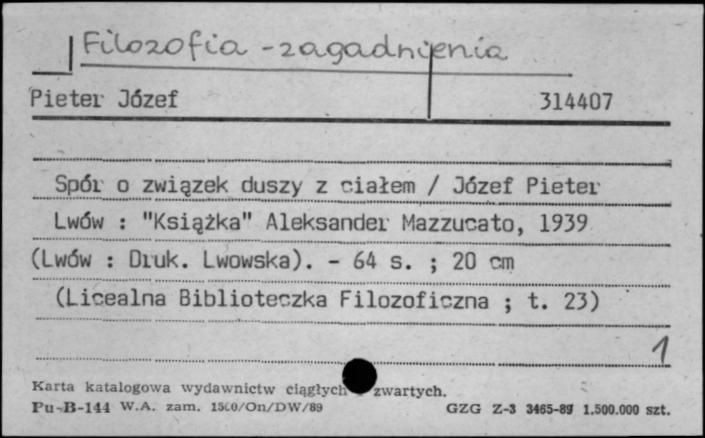 Filozofia - zagadnienia
Pieter Józef 314407
Spór o związek duszy z ciałem / Józef Pieter
Lwów : "Książka" Aleksander Mazzucato, 1939
(Lwów : Druk. Lwowska). - 64 s. ; 20 cm
(Licealna Biblioteczka Filozoficzna ; t. 23)
1
Karta katalogowa wydawnictw ciągłych zwartych.
Pu-B-144 W.A. zam. 1500/On/DW/89 GZG Z-3 3465-89 1.500.000 szt.